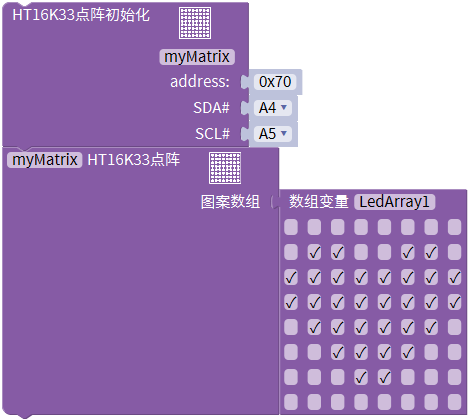 HT16K33点阵初始化
myMatrix
address: 0x70
SDA# A4
SCL# A5
myMatrix HT16K33点阵
图案数组 数组变量 LedArray1